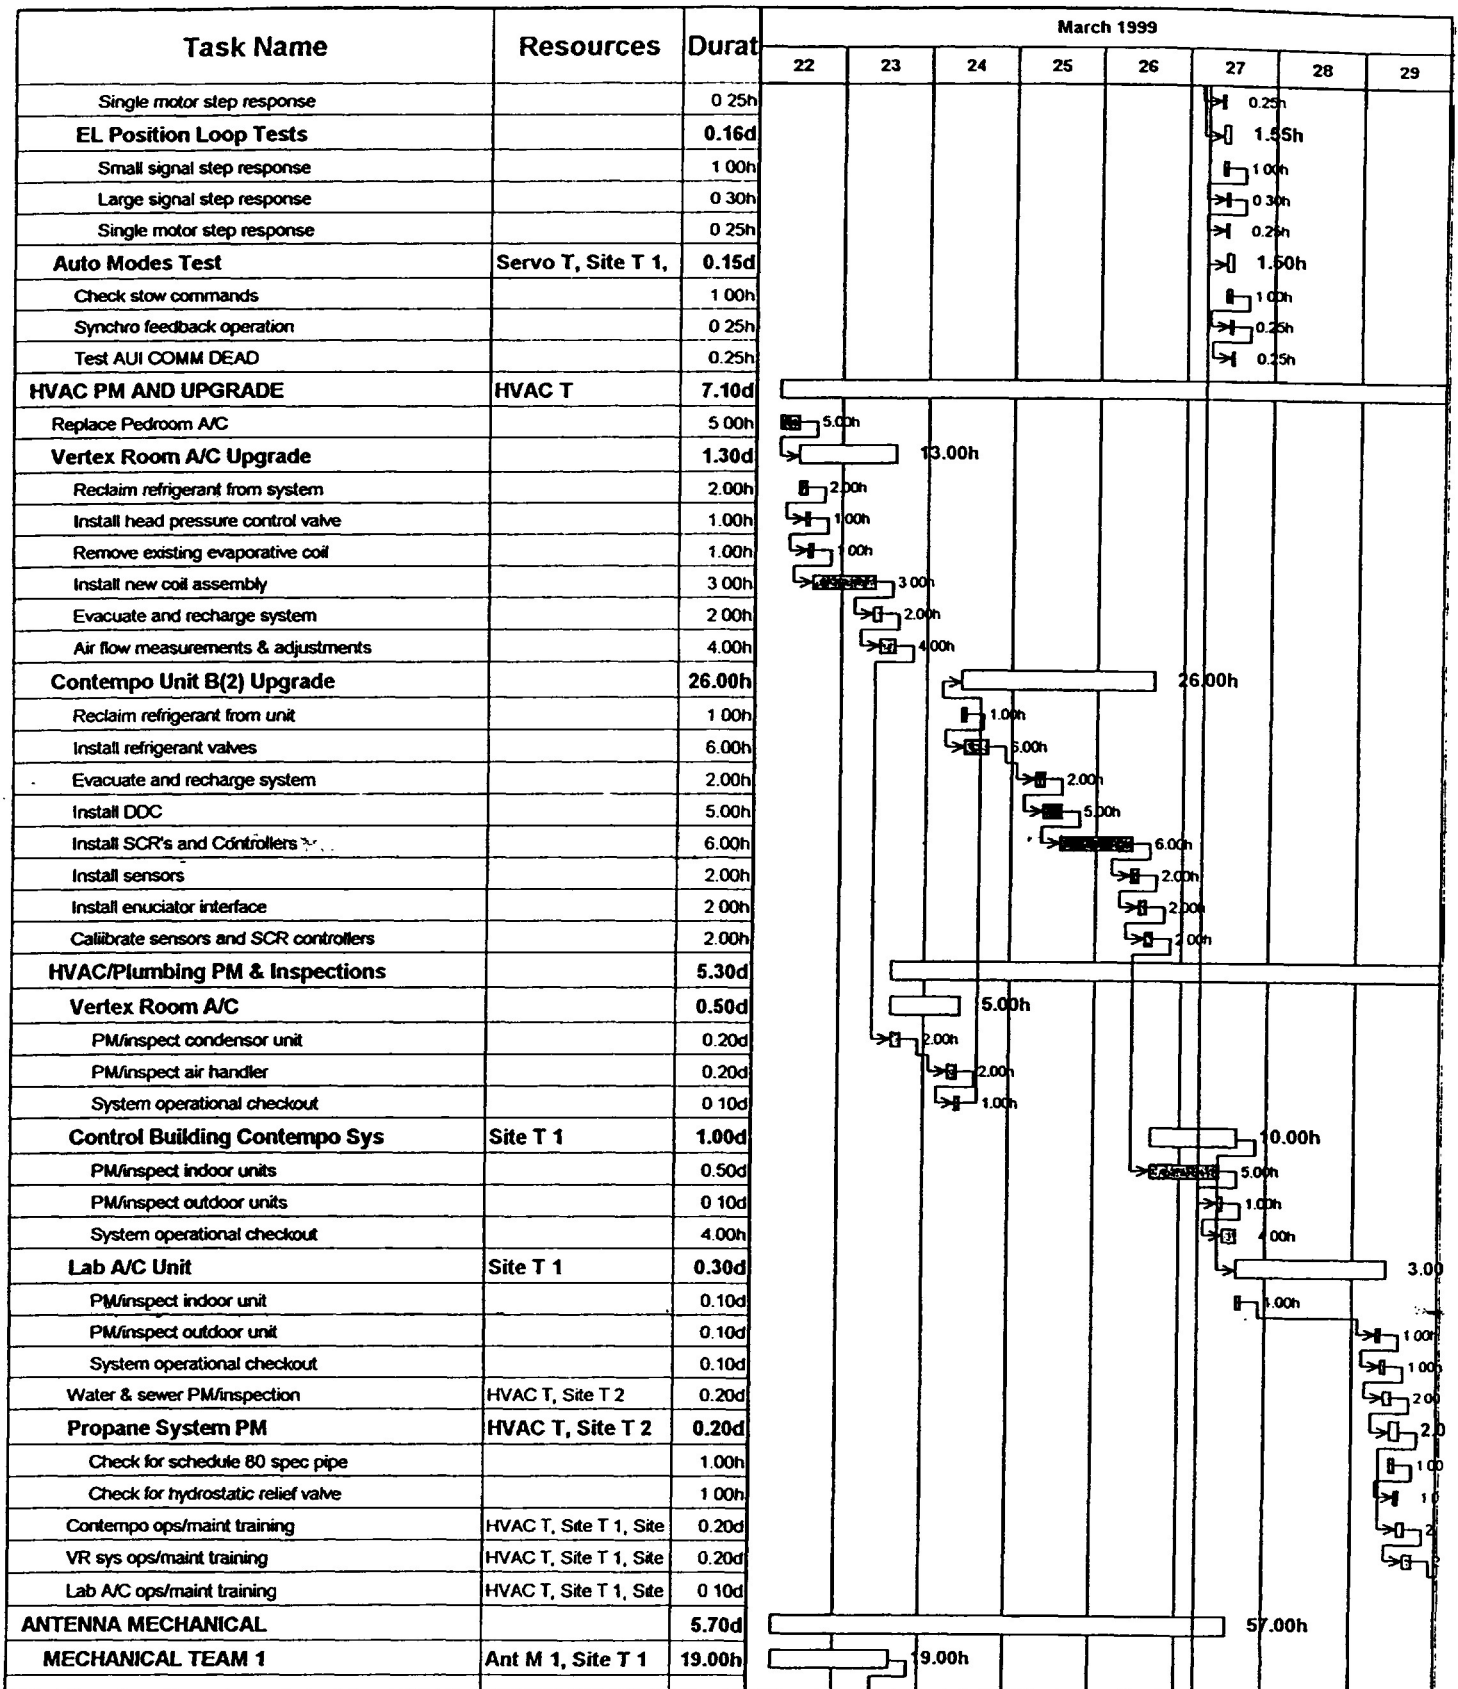 Task Name Resources Durat March 1999
22 23 24 25 26 27 28 29
Single motor step response 0 25h 0.25h
EL Position Loop Tests 0.16d 1.55h
Small signal step response 1 00h 1 00h
Large signal step response 0 30h 0 30h
Single motor step response 0 25h 0.25h
Auto Modes Test Servo T, Site T 1, 0.15d 1.50h
Check stow commands 1 00h 1 00h
Synchro feedback operation 0 25h 0.25h
Test AUI COMM DEAD 0.25h 0.25h
HVAC PM AND UPGRADE HVAC T 7.10d
Replace Pedroom A/C 5 00h 5.00h
Vertex Room A/C Upgrade 1.30d 13.00h
Reclaim refrigerant from system 2.00h 2.00h
Install head pressure control valve 1.00h 1.00h
Remove existing evaporative coil 1.00h 1 00h
Install new coil assembly 3 00h 3 00h
Evacuate and recharge system 2 00h 2.00h
Air flow measurements & adjustments 4.00h 4.00h
Contempo Unit B(2) Upgrade 26.00h 26.00h
Reclaim refrigerant from unit 1 00h 1.00h
Install refrigerant valves 6.00h 6.00h
Evacuate and recharge system 2.00h 2.00h
Install DDC 5.00h 5.00h
Install SCR's and Controllers 6.00h 6.00h
Install sensors 2.00h 2.00h
Install enuciator interface 2 00h 2.00h
Caliibrate sensors and SCR controllers 2.00h 2 00h
HVAC/Plumbing PM & Inspections 5.30d
Vertex Room A/C 0.50d 5.00h
PM/inspect condensor unit 0.20d 2.00h
PM/inspect air handler 0.20d 2.00h
System operational checkout 0 10d 1.00h
Control Building Contempo Sys Site T 1 1.00d 10.00h
PM/inspect indoor units 0.50d 5.00h
PM/inspect outdoor units 0 10d 1.00h
System operational checkout 4.00h 4 00h
Lab A/C Unit Site T 1 0.30d 3.00
PM/inspect indoor unit 0.10d 1.00h
PM/inspect outdoor unit 0.10d 1 00h
System operational checkout 0.10d 1 00h
Water & sewer PM/inspection HVAC T, Site T 2 0.20d 2 00
Propane System PM HVAC T, Site T 2 0.20d 2.0
Check for schedule 80 spec pipe 1.00h 1 00
Check for hydrostatic relief valve 1 00h 1 0
Contempo ops/maint training HVAC T, Site T 1, Site 0.20d 2
VR sys ops/maint training HVAC T, Site T 1, Site 0.20d
Lab A/C ops/maint training HVAC T, Site T 1, Site 0 10d
ANTENNA MECHANICAL 5.70d 57.00h
MECHANICAL TEAM 1 Ant M 1, Site T 1 19.00h 19.00h